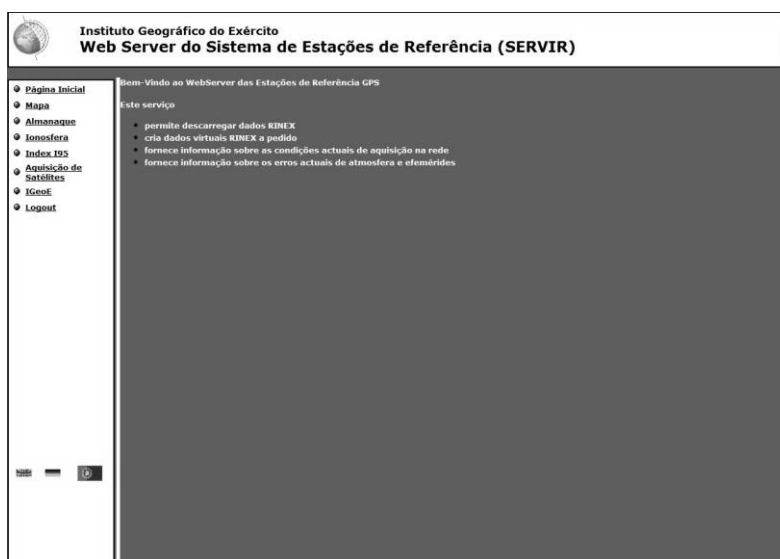 Instituto Geográfico do Exército
Web Server do Sistema de Estações de Referência (SERVIR)
Página Inicial
Mapa
Almanaque
Ionosfera
Index I95
Aquisição de
Satélites
IGeoE
Logout
Bem-Vindo ao WebServer das Estações de Referência GPS
Este serviço
permite descarregar dados RINEX
cria dados virtuais RINEX a pedido
fornece informação sobre as condições actuais de aquisição na rede
fornece informação sobre os erros actuais de atmosfera e efemérides